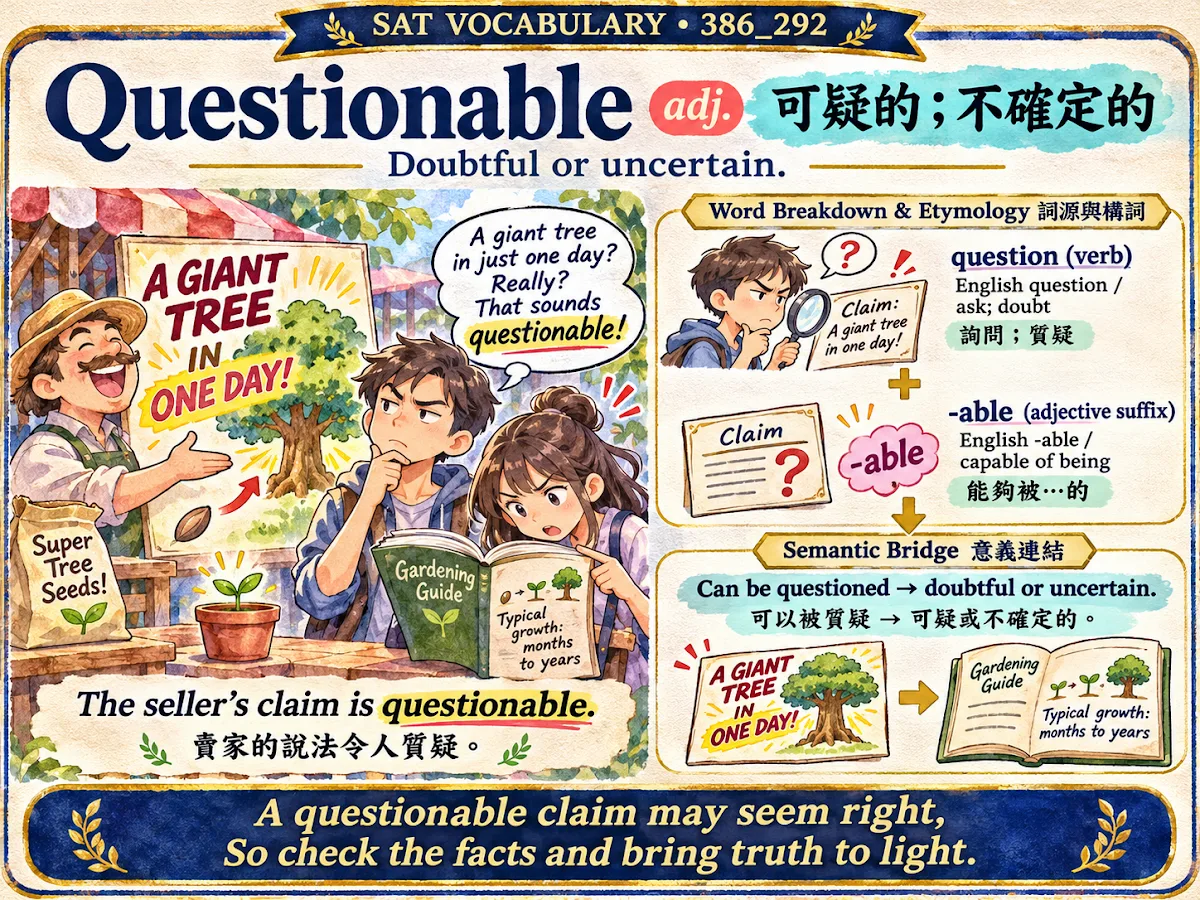 SAT VOCABULARY • 386_292
Questionable
adj.
可疑的；不確定的
Doubtful or uncertain.
A GIANT
TREE
IN
ONE DAY!
A giant tree
in just one day?
Really?
That sounds
questionable!
Super
Tree
Seeds!
Gardening
Guide
Typical
growth:
months
to years
The seller's claim is questionable.
賣家的說法令人質疑。
Word Breakdown & Etymology 詞源與構詞
?
Claim:
A giant tree
in one day!
question (verb)
English question /
ask; doubt
詢問；質疑
+
Claim
?
-able
-able (adjective suffix)
English -able /
capable of being
能夠被…的
Semantic Bridge 意義連結
Can be questioned → doubtful or uncertain.
可以被質疑 → 可疑或不確定的。
A GIANT
TREE
IN
ONE DAY!
Gardening
Guide
Typical growth:
months to years
A questionable claim may seem right,
So check the facts and bring truth to light.